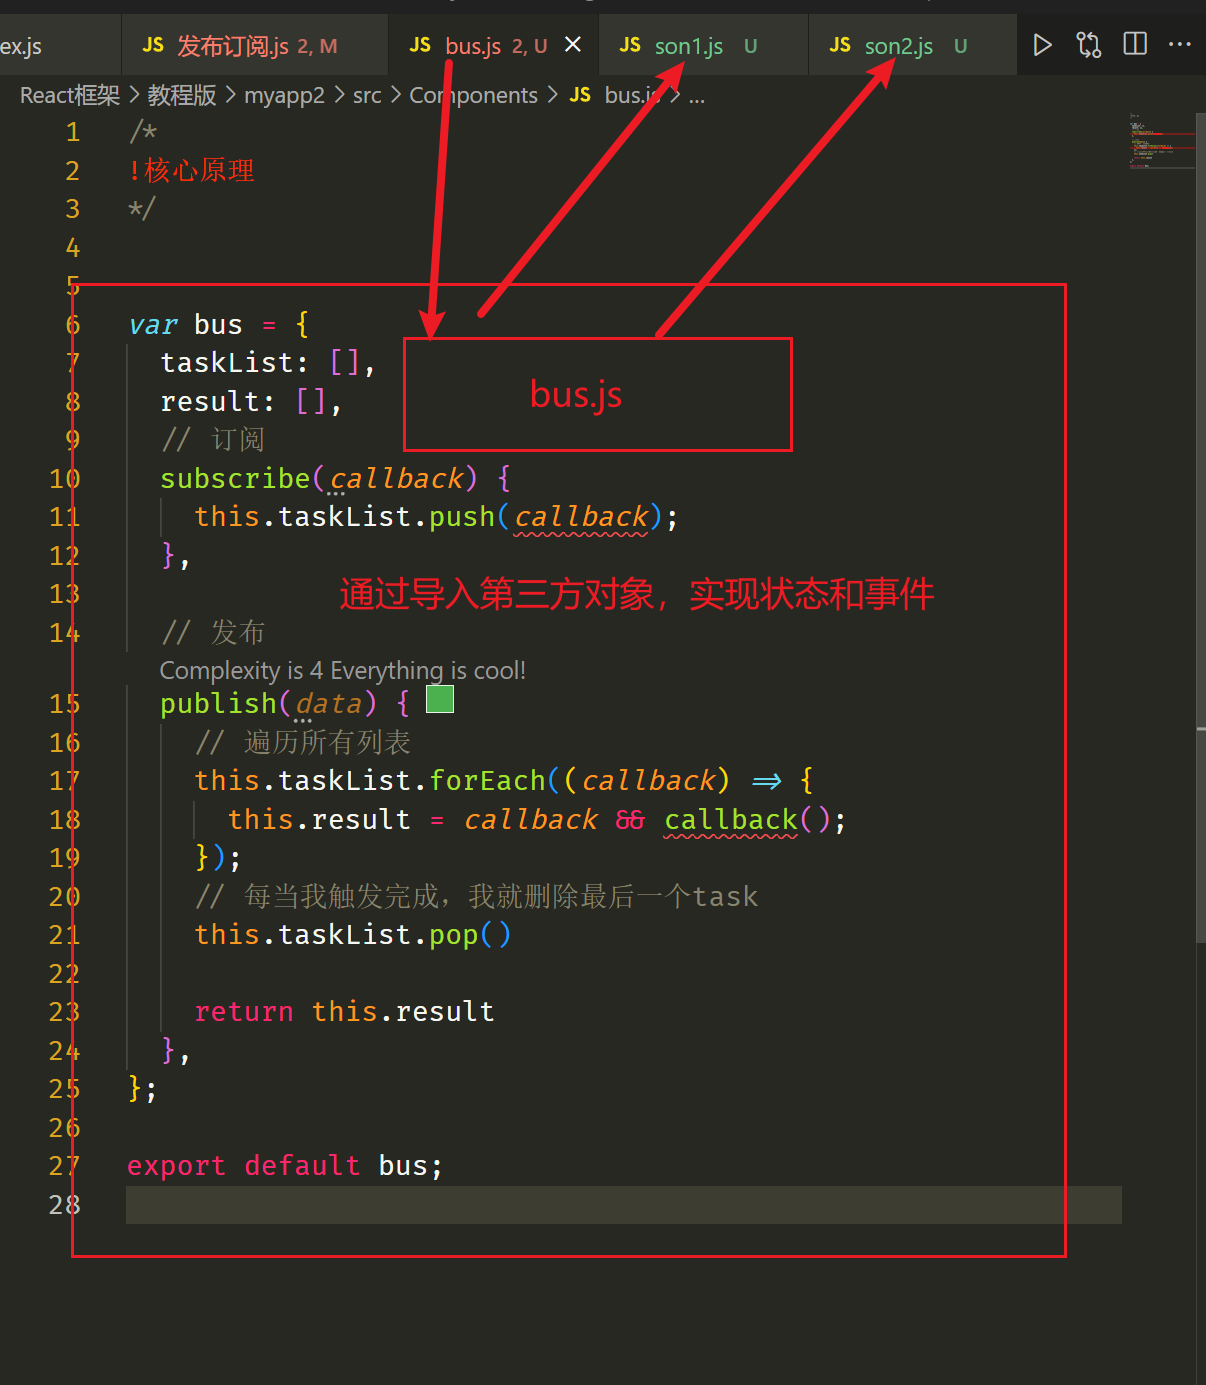 ex.js
JS 发布订阅.js 2, M
JS bus.js 2, U
JS son1.js U
JS son2.js U
React框架 > 教程版 > myapp2 > src > Components > JS bus.js > ...
1 /*
2 !核心原理
3 */
4
5
6 var bus = {
7 taskList: [],
8 result: [],
bus.js
9 // 订阅
10 subscribe(callback) {
11 this.taskList.push(callback);
12 },
13
通过导入第三方对象，实现状态和事件
14 // 发布
Complexity is 4 Everything is cool!
15 publish(data) {
16 // 遍历所有列表
17 this.taskList.forEach((callback) => {
18 this.result = callback && callback();
19 });
20 // 每当我触发完成，我就删除最后一个task
21 this.taskList.pop()
22
23 return this.result
24 },
25 };
26
27 export default bus;
28